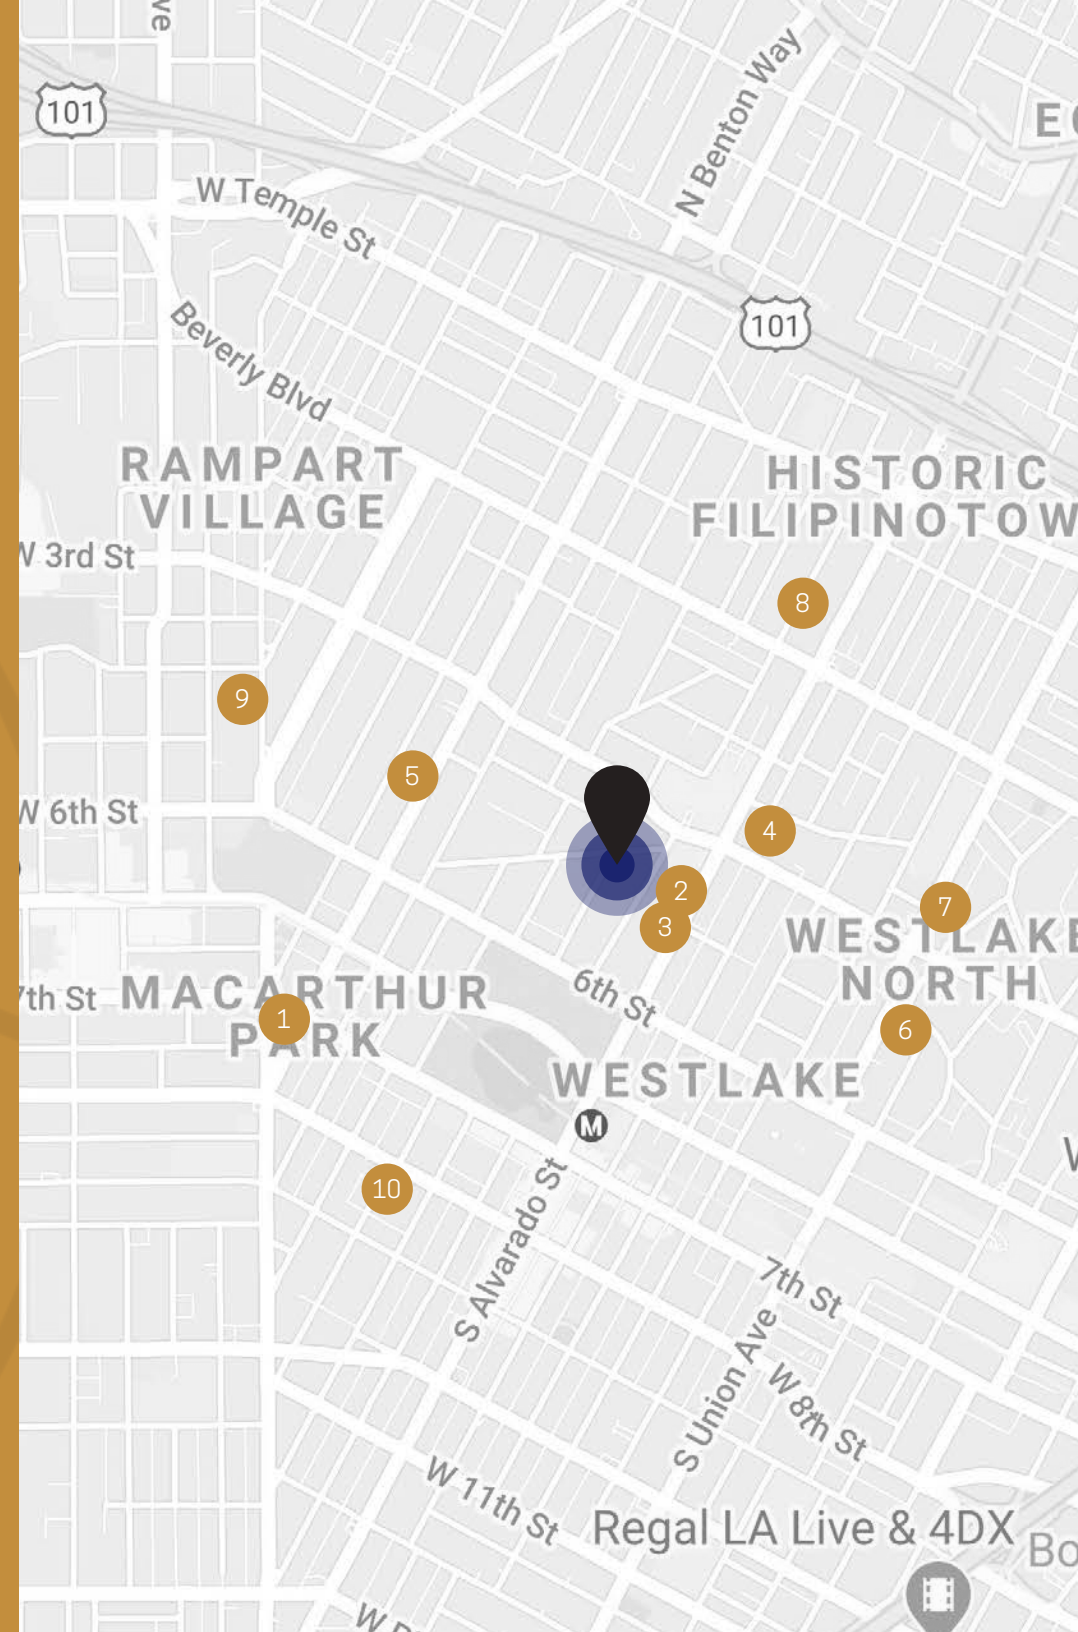 ve
N Benton Way
101
W Temple St
Beverly Blvd
101
RAMPART
VILLAGE
HISTORIC
FILIPINOTOW
W 3rd St
8
9
5
W 6th St
4
2
7
3
WESTLAKE
NORTH
7th St
MACARTHUR
PARK
1
6th St
6
WESTLAKE
M
10
S Alvarado St
7th St
S Union Ave
W 8th St
W 11th St
Regal LA Live & 4DX
Bo